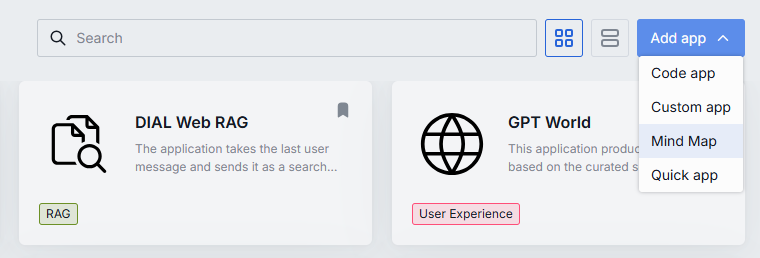 Search
Add app
Code app
Custom app
Mind Map
Quick app
DIAL Web RAG
The application takes the last user
message and sends it as a search...
RAG
GPT World
This application produc
based on the curated s
User Experience